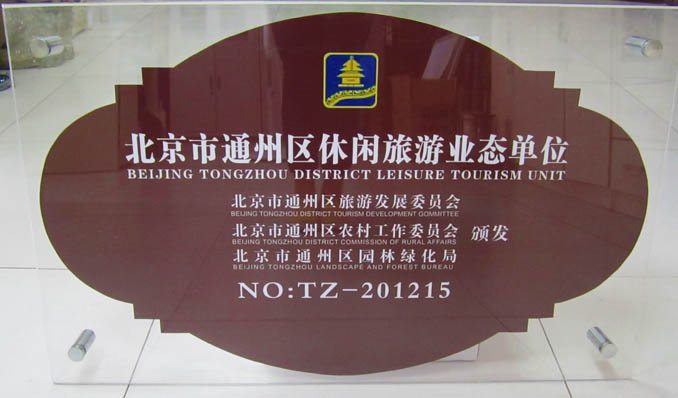 北京市通州区休闲旅游业态单位
BEIJING TONGZHOU DISTRICT LEISURE TOURISM UNIT
北京市通州区旅游发展委员会
BEIJING TONGZHOU DISTRICT TOURISM DEVELOPMENT GOMMITTEE
北京市通州区农村工作委员会 颁发
BEIJING TONGZHOU DISTRICT COMMISSION OF RURAL AFFAIRS
北京市通州区园林绿化局
BEIJING TONGZHOU LANDSCAPE AND FOREST BUREAU
NO:TZ-201215